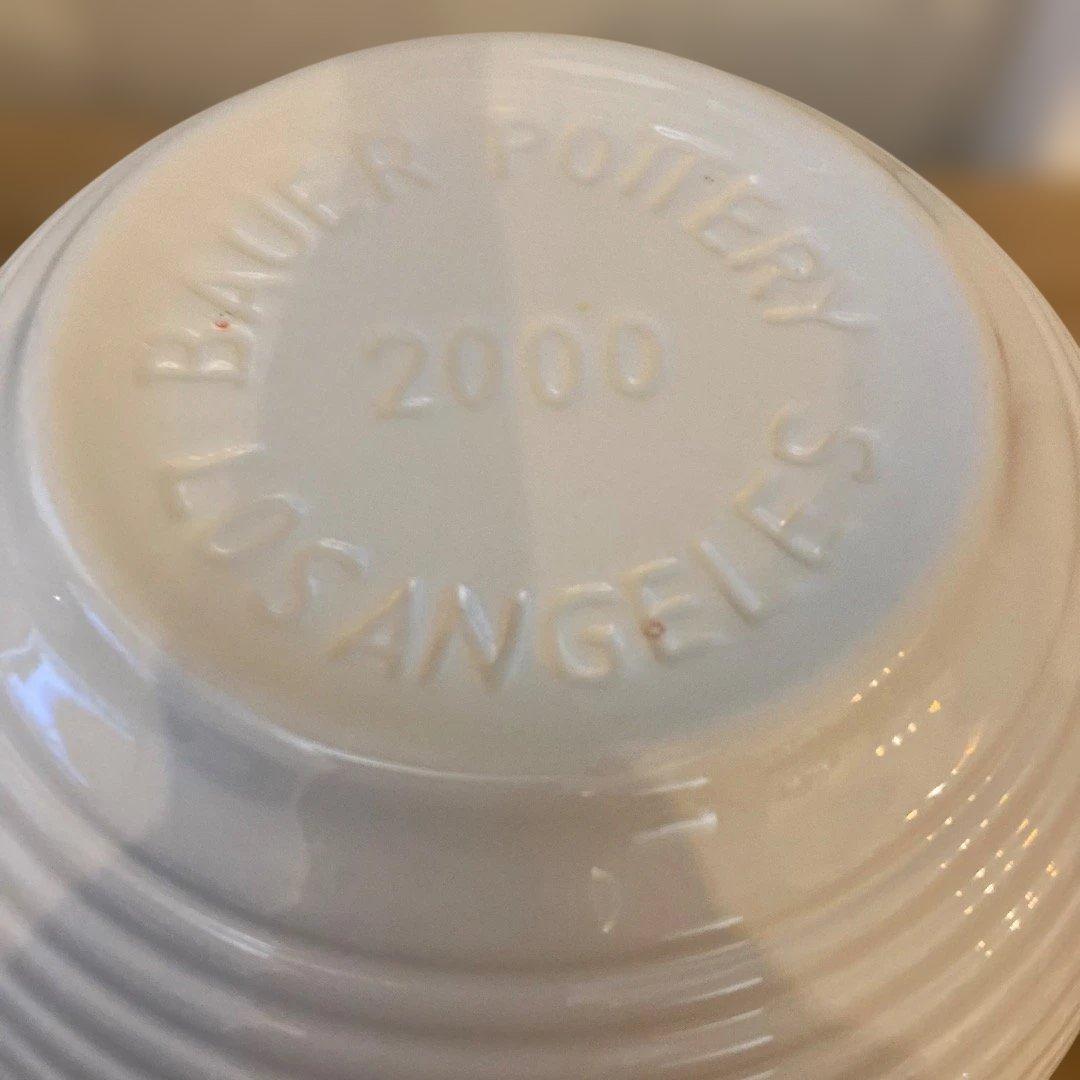 BAUER POTTERY
2000
LOS ANGELES